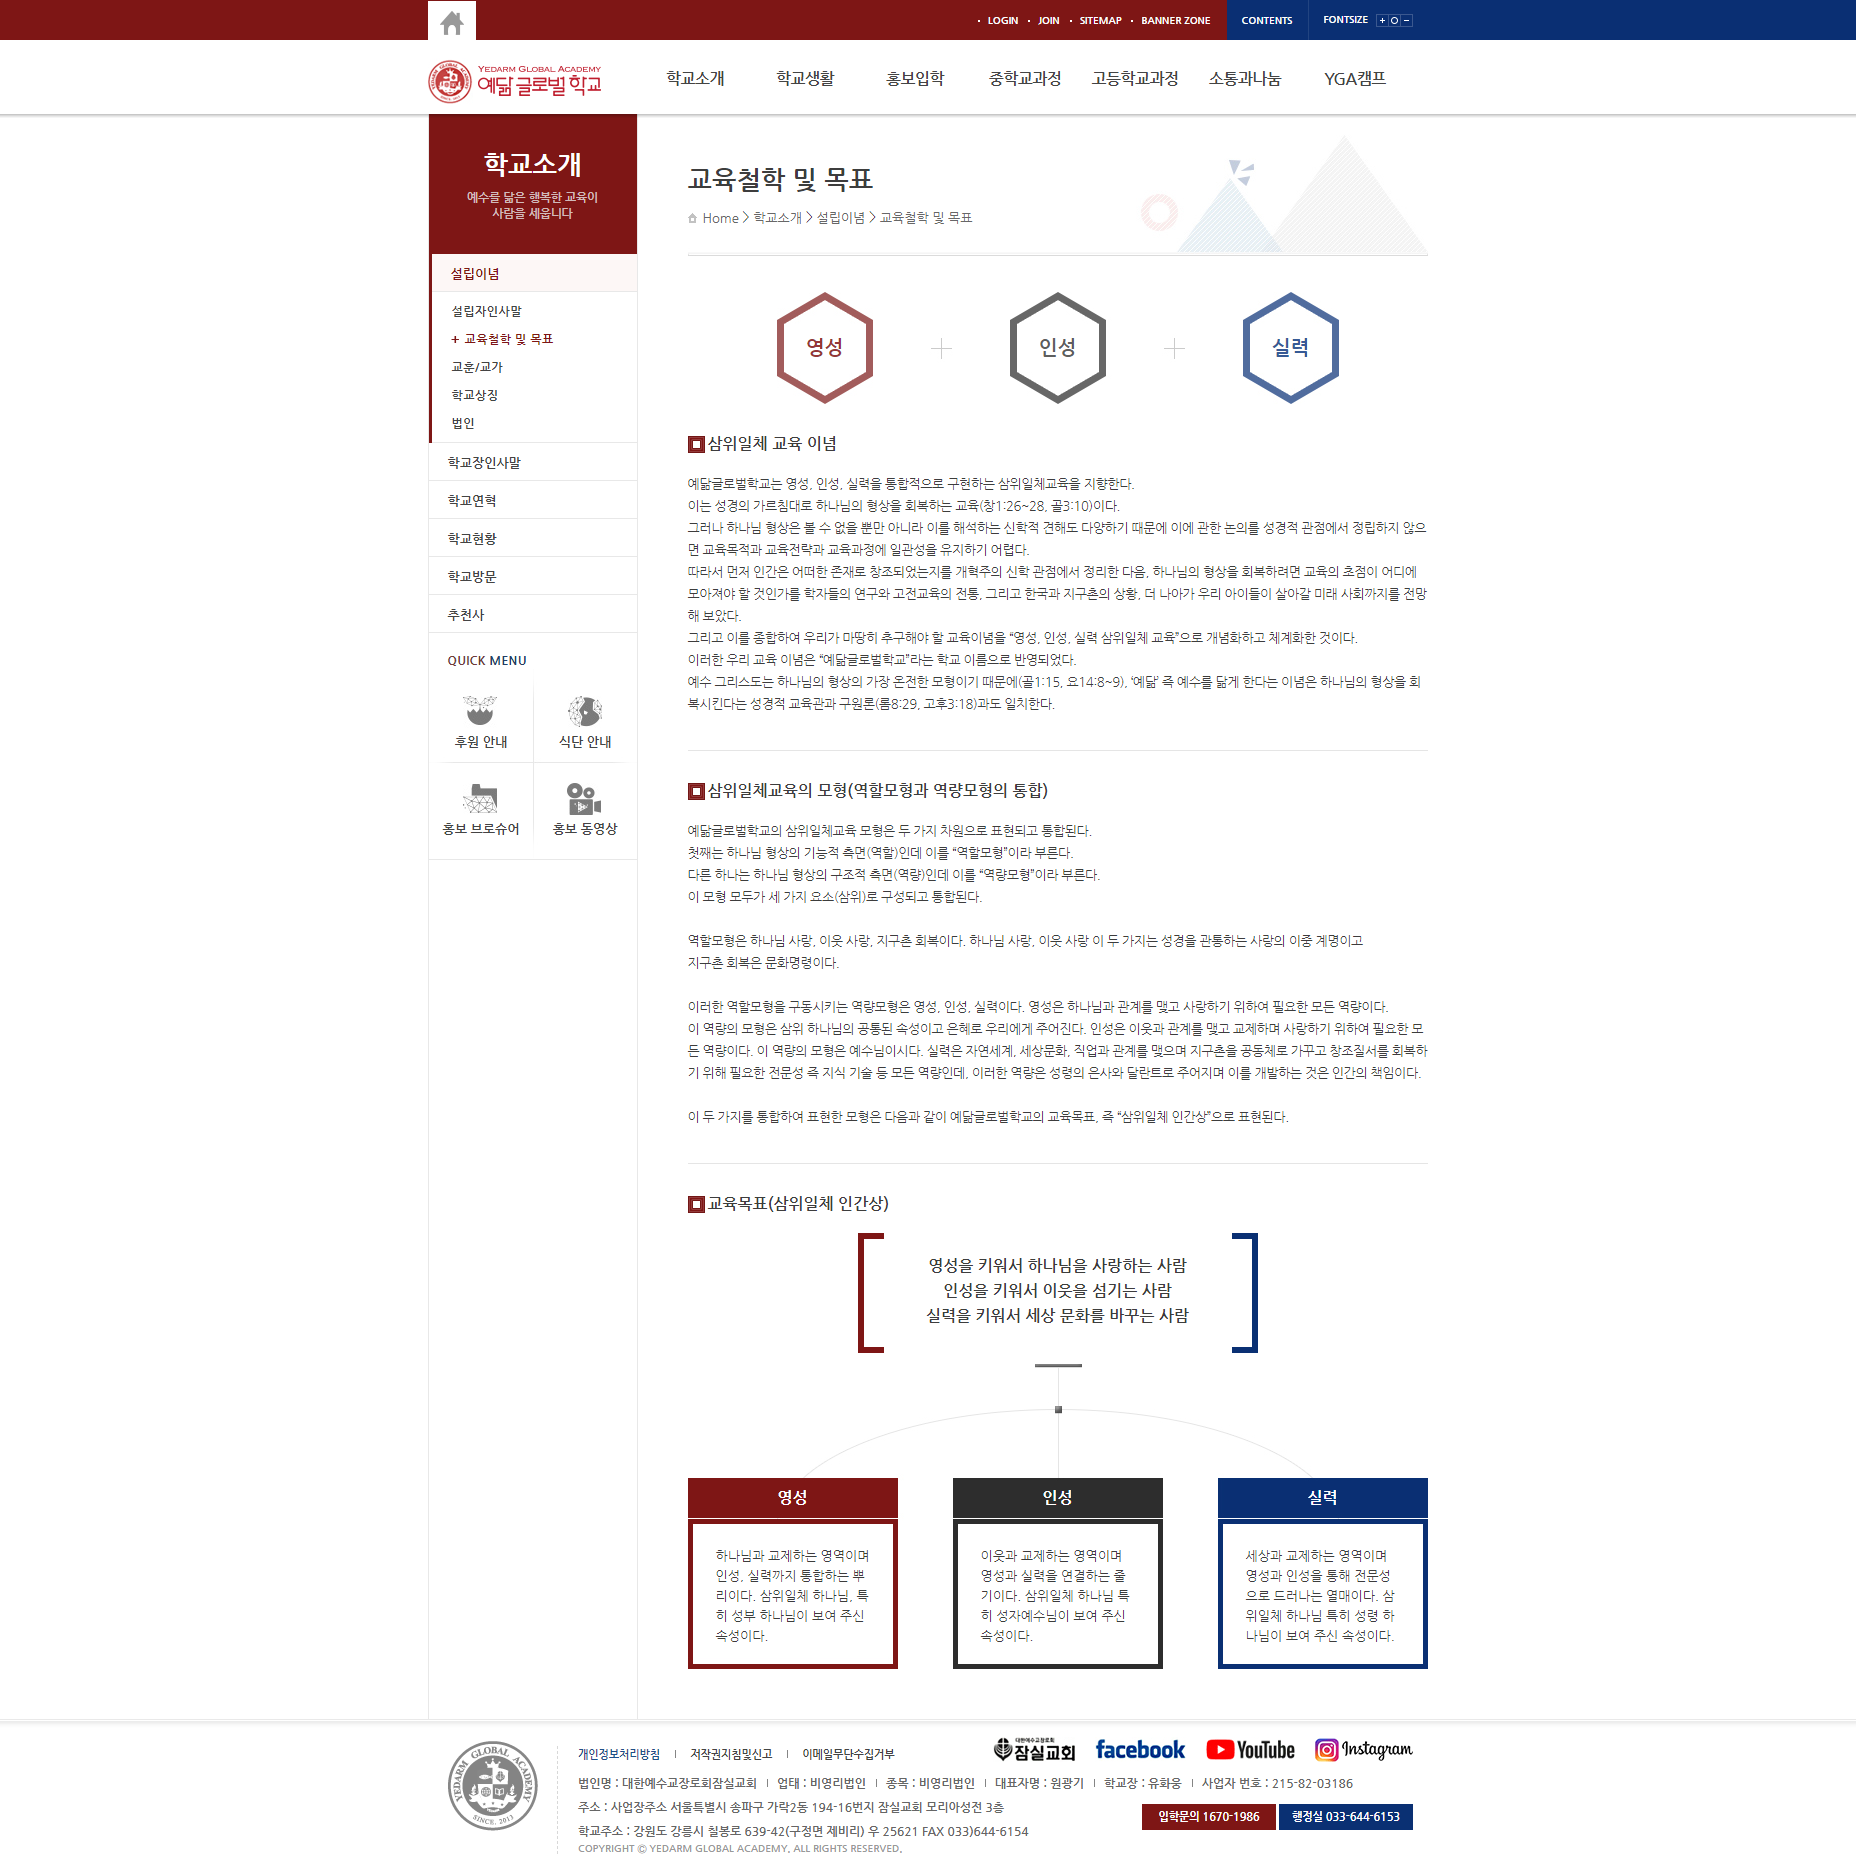 LOGIN
JOIN
SITEMAP
BANNER ZONE
CONTENTS
FONTSIZE
YEDARM GLOBAL ACADEMY
예닮글로벌학교
학교소개
학교생활
홍보입학
중학교과정
고등학교과정
소통과나눔
YGA캠프
학교소개
예수를 닮은 행복한 교육이
사람을 세웁니다
설립이념
설립자인사말
+ 교육철학 및 목표
교훈/교가
학교상징
법인
학교장인사말
학교연혁
학교현황
학교방문
추천사
QUICK MENU
후원 안내
식단 안내
홍보 브로슈어
홍보 동영상
교육철학 및 목표
Home > 학교소개 > 설립이념 > 교육철학 및 목표
영성
인성
실력
삼위일체 교육 이념
예닮글로벌학교는 영성, 인성, 실력을 통합적으로 구현하는 삼위일체교육을 지향한다.
이는 성경의 가르침대로 하나님의 형상을 회복하는 교육(창1:26~28, 골3:10)이다.
그러나 하나님 형상은 볼 수 없을 뿐만 아니라 이를 해석하는 신학적 견해도 다양하기 때문에 이에 관한 논의를 성경적 관점에서 정립하지 않으
면 교육목적과 교육전략과 교육과정에 일관성을 유지하기 어렵다.
따라서 먼저 인간은 어떠한 존재로 창조되었는지를 개혁주의 신학 관점에서 정리한 다음, 하나님의 형상을 회복하려면 교육의 초점이 어디에
모아져야 할 것인가를 학자들의 연구와 고전교육의 전통, 그리고 한국과 지구촌의 상황, 더 나아가 우리 아이들이 살아갈 미래 사회까지를 전망
해 보았다.
그리고 이를 종합하여 우리가 마땅히 추구해야 할 교육이념을 “영성, 인성, 실력 삼위일체 교육”으로 개념화하고 체계화한 것이다.
이러한 우리 교육 이념은 “예닮글로벌학교”라는 학교 이름으로 반영되었다.
예수 그리스도는 하나님의 형상의 가장 온전한 모형이기 때문에(골1:15, 요14:8~9), ‘예닮’ 즉 예수를 닮게 한다는 이념은 하나님의 형상을 회
복시킨다는 성경적 교육관과 구원론(롬8:29, 고후3:18)과도 일치한다.
삼위일체교육의 모형(역할모형과 역량모형의 통합)
예닮글로벌학교의 삼위일체교육 모형은 두 가지 차원으로 표현되고 통합된다.
첫째는 하나님 형상의 기능적 측면(역할)인데 이를 “역할모형”이라 부른다.
다른 하나는 하나님 형상의 구조적 측면(역량)인데 이를 “역량모형”이라 부른다.
이 모형 모두가 세 가지 요소(삼위)로 구성되고 통합된다.
역할모형은 하나님 사랑, 이웃 사랑, 지구촌 회복이다. 하나님 사랑, 이웃 사랑 이 두 가지는 성경을 관통하는 사랑의 이중 계명이고
지구촌 회복은 문화명령이다.
이러한 역할모형을 구동시키는 역량모형은 영성, 인성, 실력이다. 영성은 하나님과 관계를 맺고 사랑하기 위하여 필요한 모든 역량이다.
이 역량의 모형은 삼위 하나님의 공통된 속성이고 은혜로 우리에게 주어진다. 인성은 이웃과 관계를 맺고 교제하며 사랑하기 위하여 필요한 모
든 역량이다. 이 역량의 모형은 예수님이시다. 실력은 자연세계, 세상문화, 직업과 관계를 맺으며 지구촌을 공동체로 가꾸고 창조질서를 회복하
기 위해 필요한 전문성 즉 지식 기술 등 모든 역량인데, 이러한 역량은 성령의 은사와 달란트로 주어지며 이를 개발하는 것은 인간의 책임이다.
이 두 가지를 통합하여 표현한 모형은 다음과 같이 예닮글로벌학교의 교육목표, 즉 “삼위일체 인간상”으로 표현된다.
교육목표(삼위일체 인간상)
영성을 키워서 하나님을 사랑하는 사람
인성을 키워서 이웃을 섬기는 사람
실력을 키워서 세상 문화를 바꾸는 사람
영성
하나님과 교제하는 영역이며
인성, 실력까지 통합하는 뿌
리이다. 삼위일체 하나님, 특
히 성부 하나님이 보여 주신
속성이다.
인성
이웃과 교제하는 영역이며
영성과 실력을 연결하는 줄
기이다. 삼위일체 하나님 특
히 성자예수님이 보여 주신
속성이다.
실력
세상과 교제하는 영역이며
영성과 인성을 통해 전문성
으로 드러나는 열매이다. 삼
위일체 하나님 특히 성령 하
나님이 보여 주신 속성이다.
YEDARM GLOBAL ACADEMY
SINCE. 2013
개인정보처리방침
저작권지침및신고
이메일무단수집거부
대한예수교장로회
잠실교회
facebook
YouTube
Instagram
법인명 : 대한예수교장로회잠실교회 | 업태 : 비영리법인 | 종목 : 비영리법인 | 대표자명 : 원광기 | 학교장 : 유화웅 | 사업자 번호 : 215-82-03186
주소 : 사업장주소 서울특별시 송파구 가락2동 194-16번지 잠실교회 모리아성전 3층
학교주소 : 강원도 강릉시 칠봉로 639-42(구정면 제비리) 우 25621 FAX 033)644-6154
COPYRIGHT ⓒ YEDARM GLOBAL ACADEMY. ALL RIGHTS RESERVED.
입학문의 1670-1986
행정실 033-644-6153